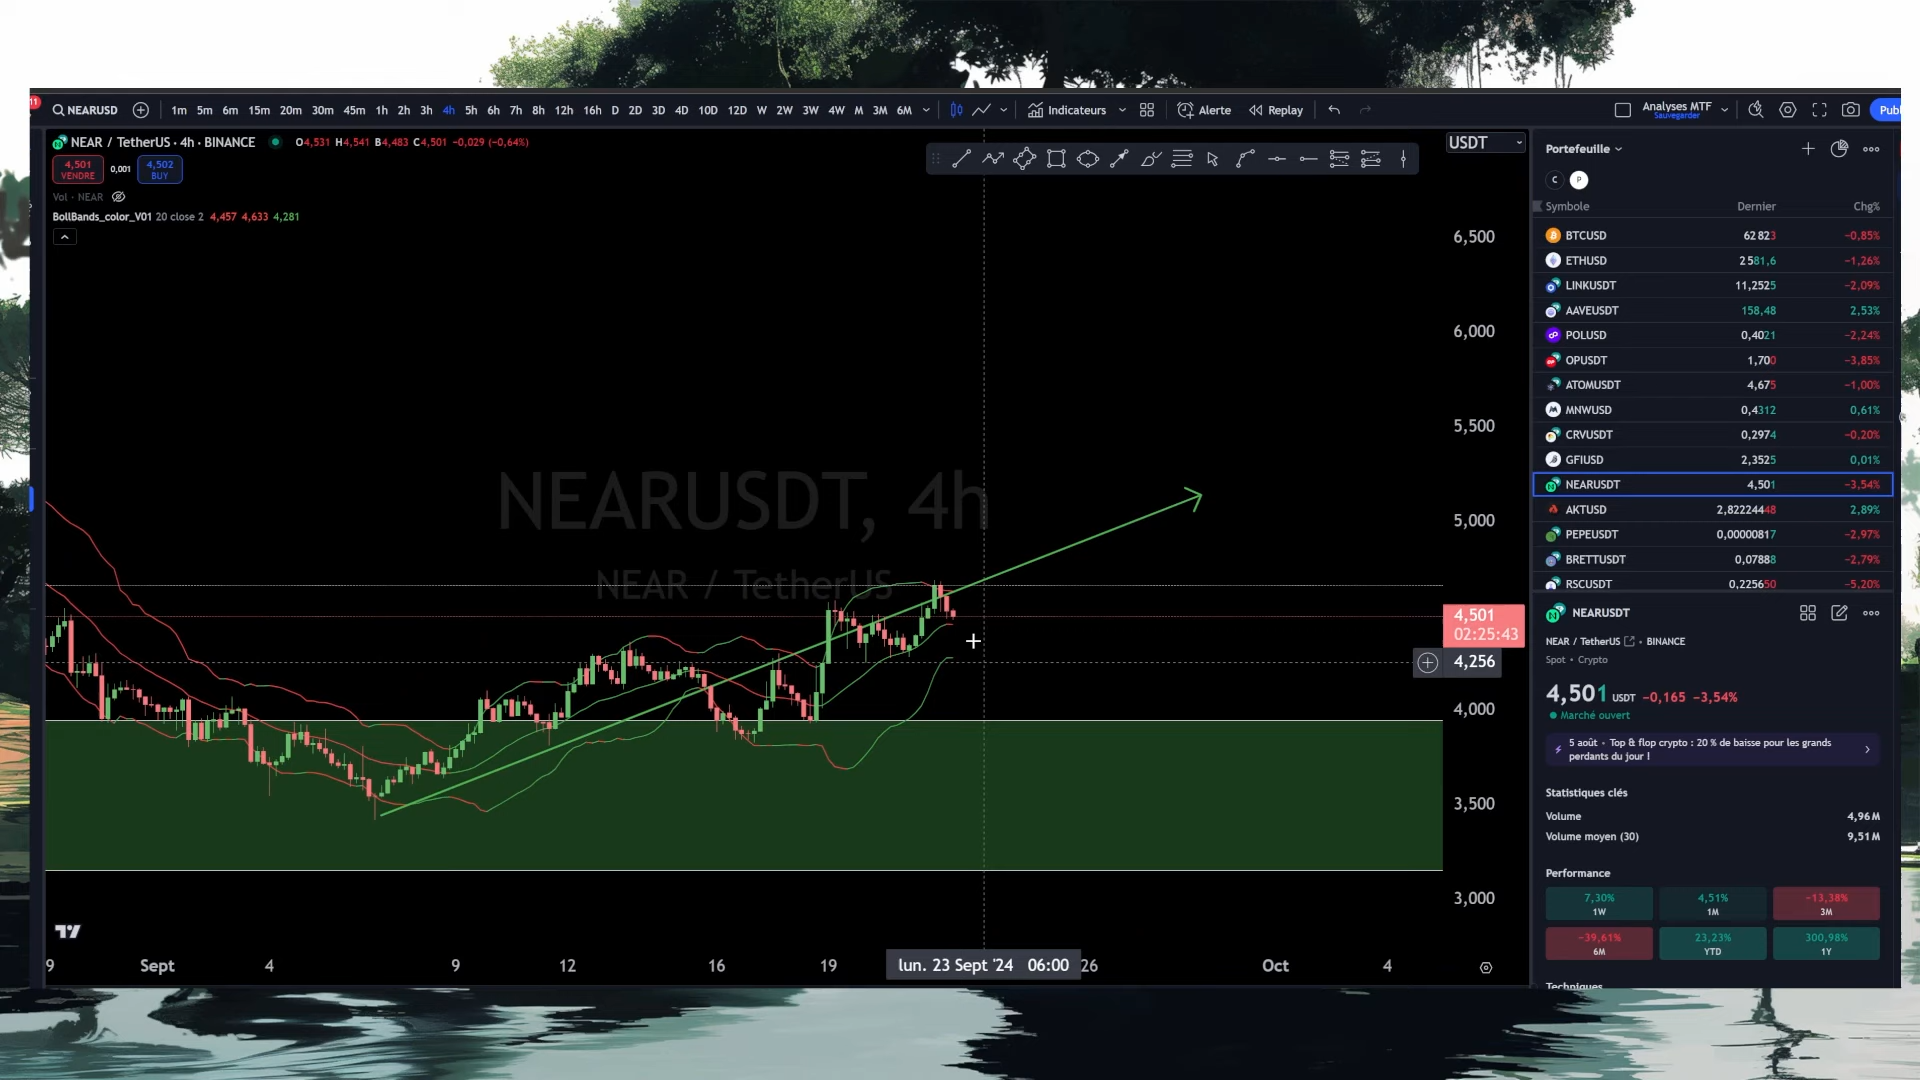 11
NEARUSD 1m 5m 6m 15m 20m 30m 45m 1h 2h 3h 4h 5h 6h 7h 8h 12h 16h D 2D 3D 4D 10D 12D W 2W 3W 4W M 3M 6M Indicateurs Alerte Replay Analyses MTF Publ
Sauvegarder
NEAR / TetherUS · 4h · BINANCE O4,531 H4,541 B4,483 C4,501 −0,029 (−0,64%)
4,501 0,001 4,502
VENDRE BUY
Vol · NEAR
BollBands_color_V01 20 close 2 4,457 4,633 4,281
NEARUSDT, 4h
NEAR / TetherUS
USDT
6,500
6,000
5,500
5,000
4,501
02:25:43
4,256
4,000
3,500
3,000
9 Sept 4 9 12 16 19 lun. 23 Sept '24 06:00 26 Oct 4
Portefeuille
C P
Symbole Dernier Chg%
BTCUSD 62 823 −0,85%
ETHUSD 2 581,6 −1,26%
LINKUSDT 11,2525 −2,09%
AAVEUSDT 158,48 2,53%
POLUSD 0,4021 −2,24%
OPUSDT 1,700 −3,85%
ATOMUSDT 4,675 −1,00%
MNWUSD 0,4312 0,61%
CRVUSDT 0,2974 −0,20%
GFIUSD 2,3525 0,01%
NEARUSDT 4,501 −3,54%
AKTUSD 2,82224448 2,89%
PEPEUSDT 0,00000817 −2,97%
BRETTUSDT 0,07888 −2,79%
RSCUSDT 0,225650 −5,20%
NEARUSDT
NEAR / TetherUS • BINANCE
Spot • Crypto
4,501 USDT −0,165 −3,54%
Marché ouvert
5 août • Top & flop crypto : 20 % de baisse pour les grands
perdants du jour !
Statistiques clés
Volume 4,96 M
Volume moyen (30) 9,51 M
Performance
7,30% 4,51% −13,38%
1W 1M 3M
−39,61% 23,23% 300,98%
6M YTD 1Y
Techniques